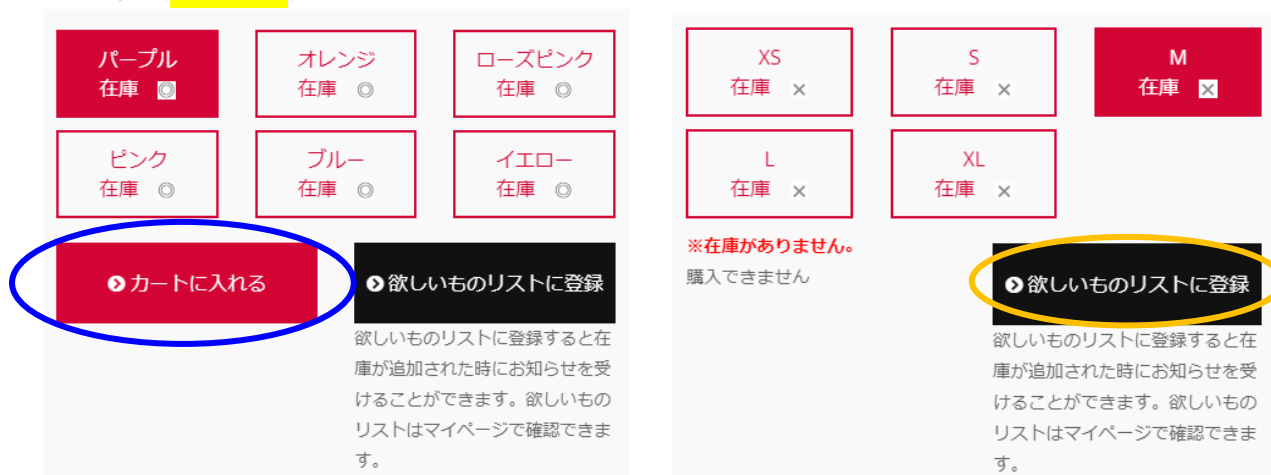 パープル
在庫 ◎
オレンジ
在庫 ◎
ローズピンク
在庫 ◎
ピンク
在庫 ◎
ブルー
在庫 ◎
イエロー
在庫 ◎
カートに入れる
欲しいものリストに登録
欲しいものリストに登録すると在
庫が追加された時にお知らせを受
けることができます。欲しいもの
リストはマイページで確認できま
す。
XS
在庫 ×
S
在庫 ×
M
在庫 ×
L
在庫 ×
XL
在庫 ×
※在庫がありません。
購入できません
欲しいものリストに登録
欲しいものリストに登録すると在
庫が追加された時にお知らせを受
けることができます。欲しいもの
リストはマイページで確認できま
す。